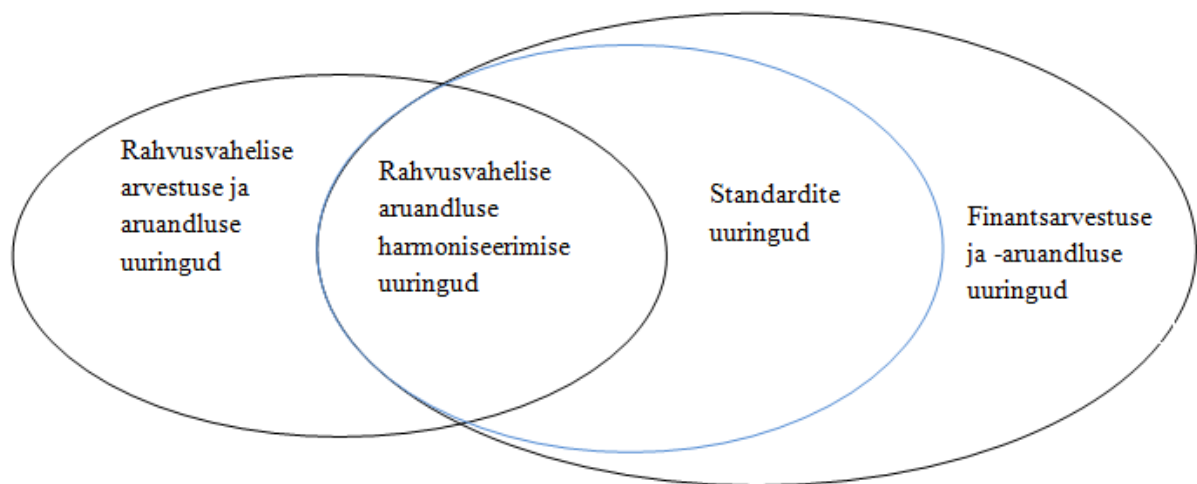 Rahvusvahelise
arvestuse ja
aruandluse
uuringud
Rahvusvahelise
aruandluse
harmoniseerimise
uuringud
Standardite
uuringud
Finantsarvestuse
ja -aruandluse
uuringud